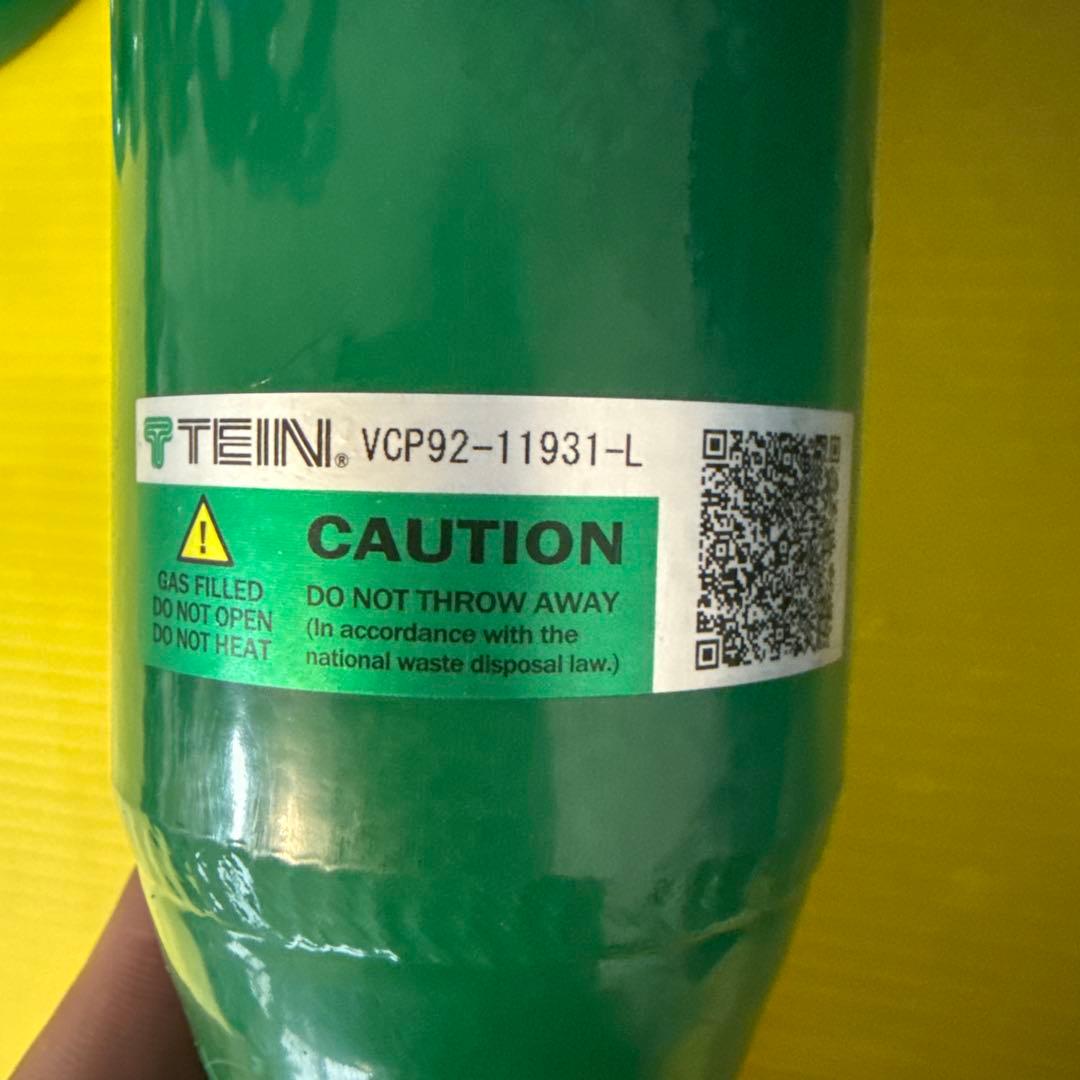 TEIN® VCP92-11931-L
GAS FILLED
DO NOT OPEN
DO NOT HEAT
CAUTION
DO NOT THROW AWAY
(In accordance with the
national waste disposal law.)